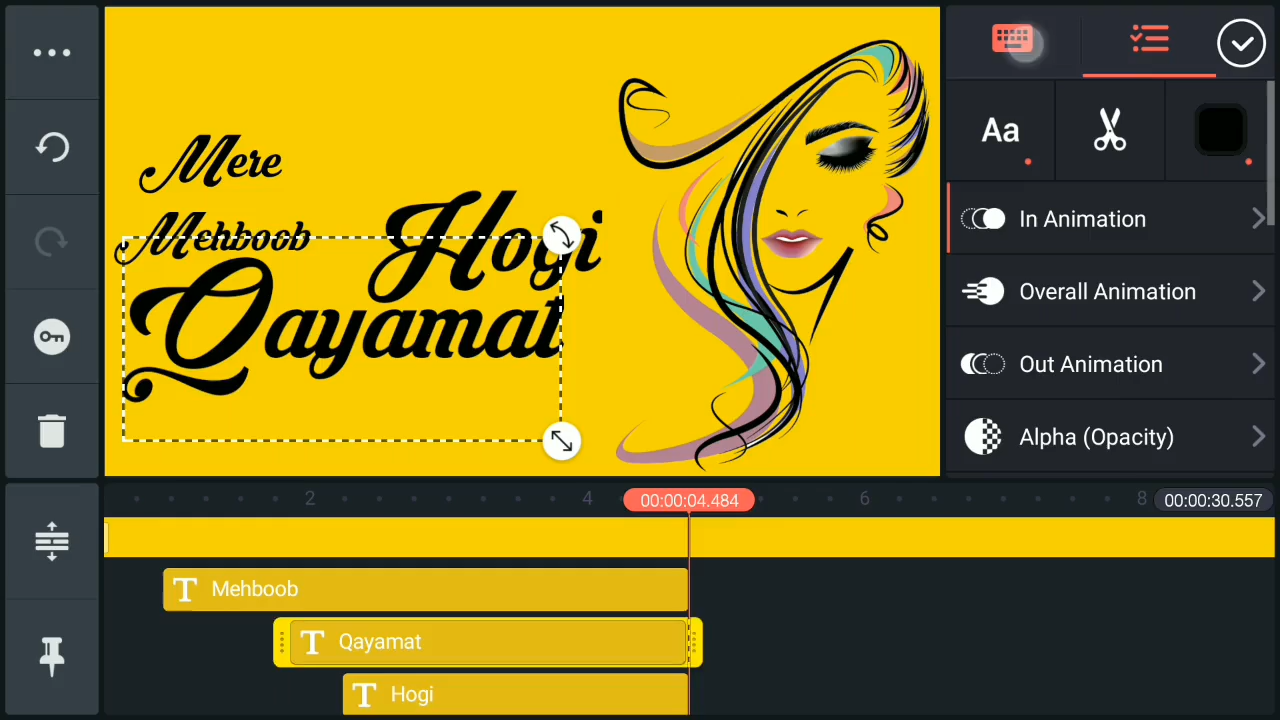 Mere
Mehboob
Hogi
Qayamat
Aa
In Animation
Overall Animation
Out Animation
Alpha (Opacity)
2
4
00:00:04.484
6
8
00:00:30.557
T Mehboob
T Qayamat
T Hogi